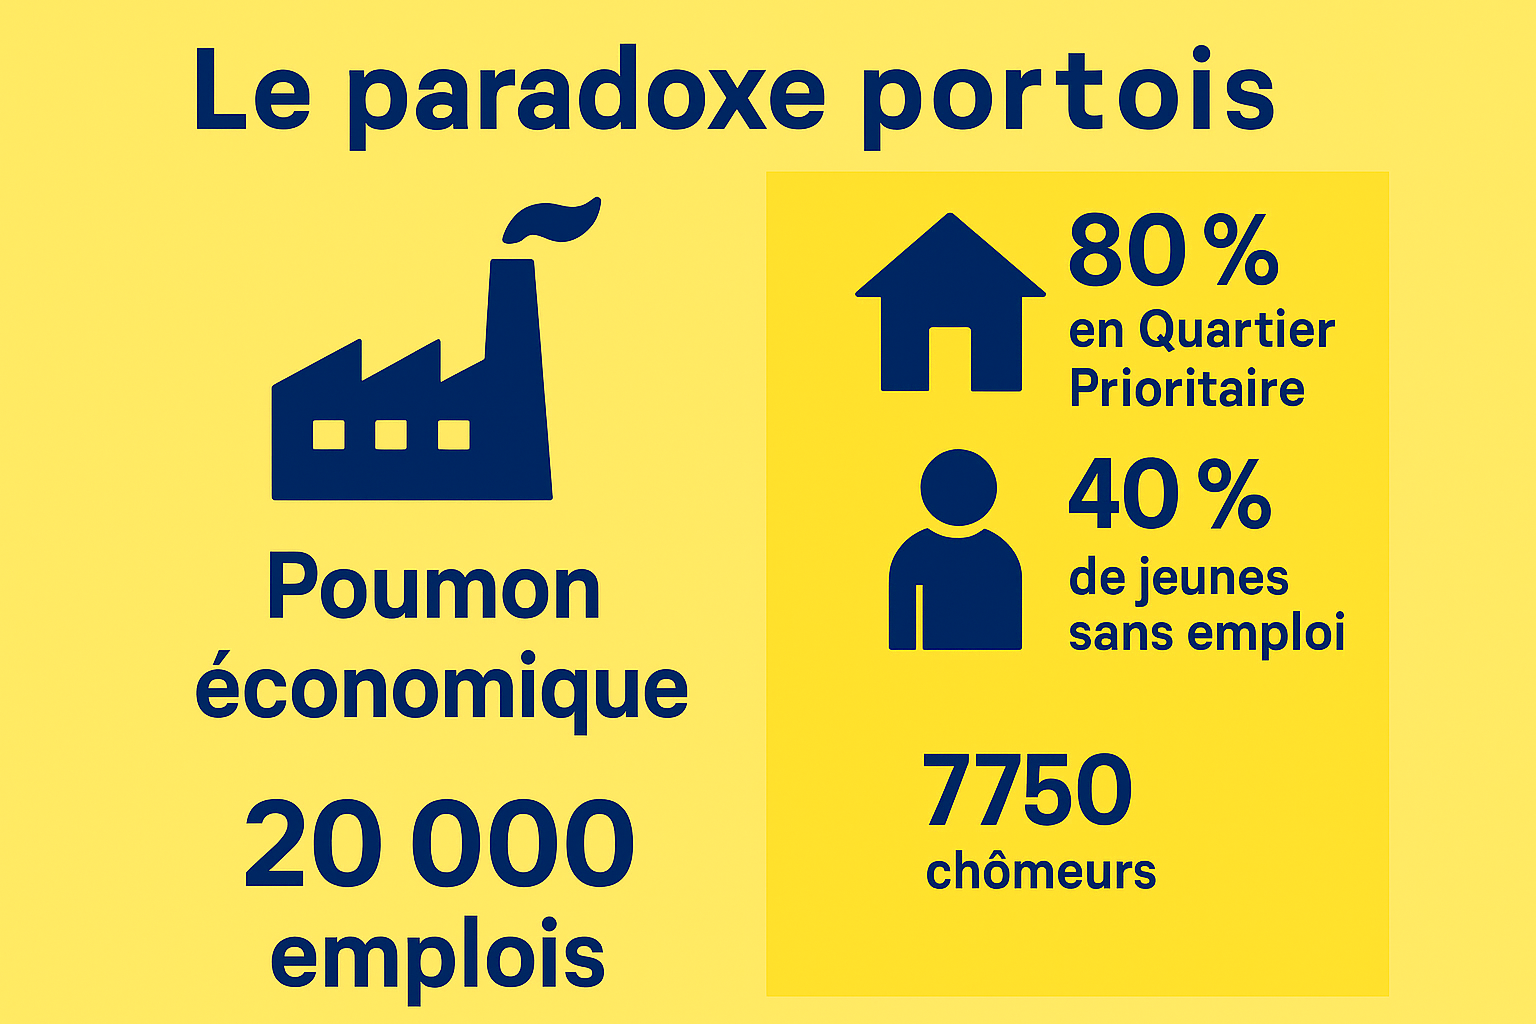 Le paradoxe portois
Poumon
économique
20 000
emplois
80 %
en Quartier
Prioritaire
40 %
de jeunes
sans emploi
7750
chômeurs